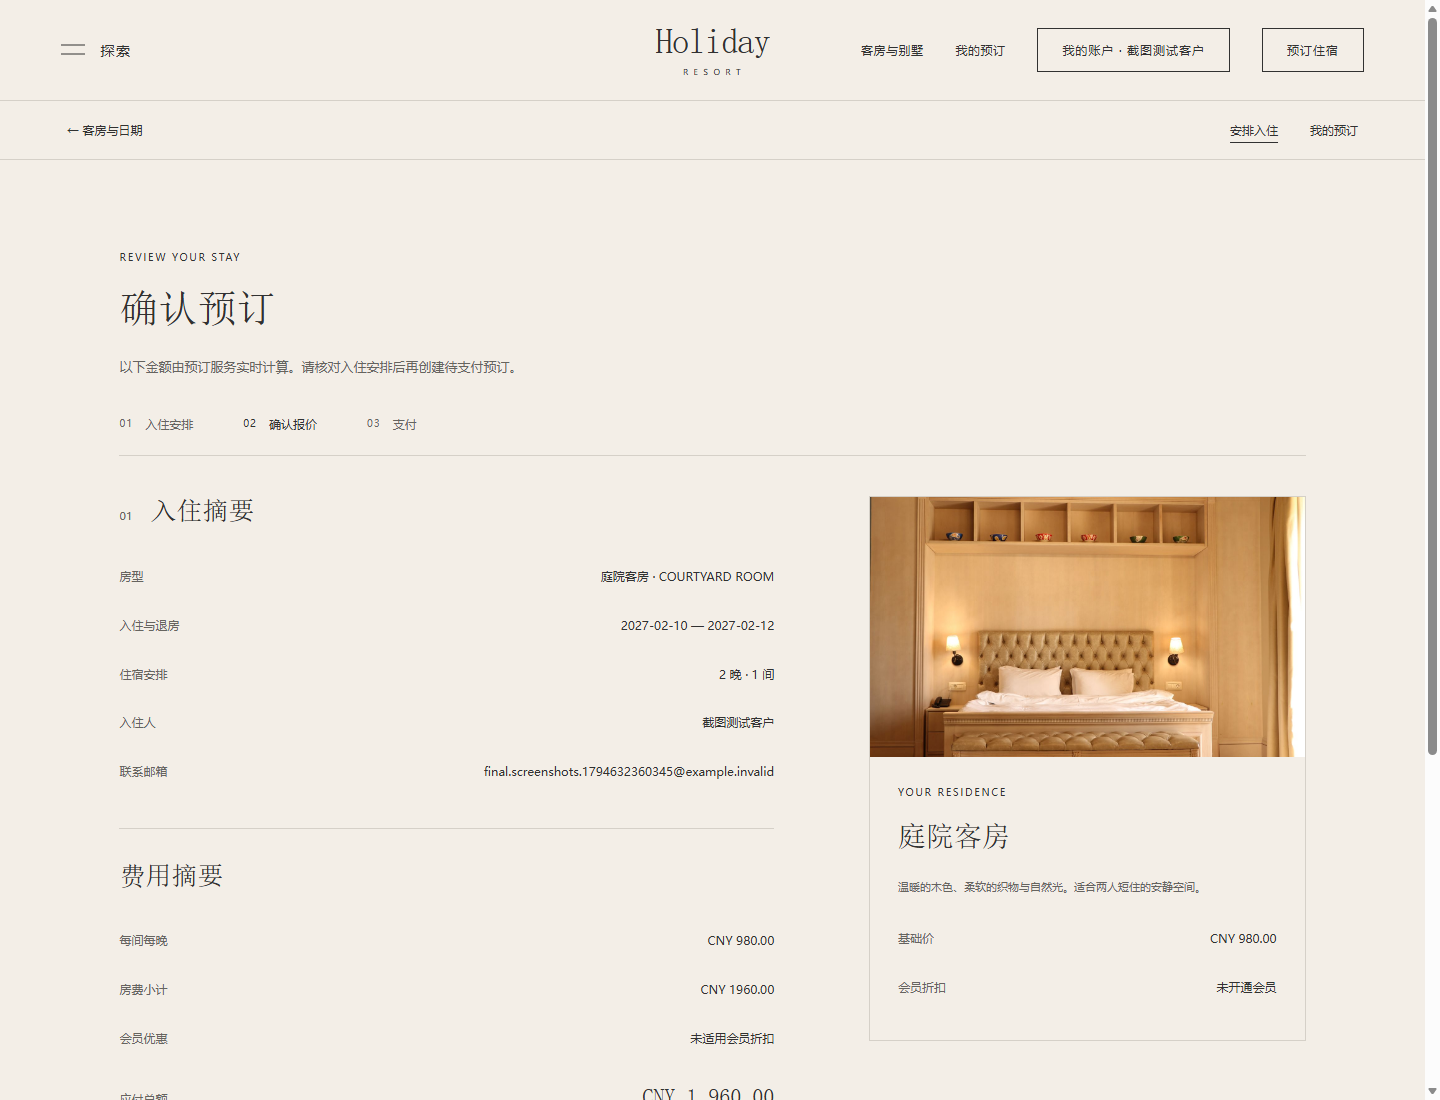 探索
Holiday
RESORT
客房与别墅
我的预订
我的账户 · 截图测试客户
预订住宿
← 客房与日期
安排入住
我的预订
REVIEW YOUR STAY
确认预订
以下金额由预订服务实时计算。请核对入住安排后再创建待支付预订。
01 入住安排
02 确认报价
03 支付
01 入住摘要
房型 庭院客房 · COURTYARD ROOM
入住与退房 2027-02-10 — 2027-02-12
住宿安排 2 晚 · 1 间
入住人 截图测试客户
联系邮箱 final.screenshots.1794632360345@example.invalid
费用摘要
每间每晚 CNY 980.00
房费小计 CNY 1960.00
会员优惠 未适用会员折扣
应付总额 CNY 1,960.00
YOUR RESIDENCE
庭院客房
温暖的木色、柔软的织物与自然光。适合两人短住的安静空间。
基础价 CNY 980.00
会员折扣 未开通会员